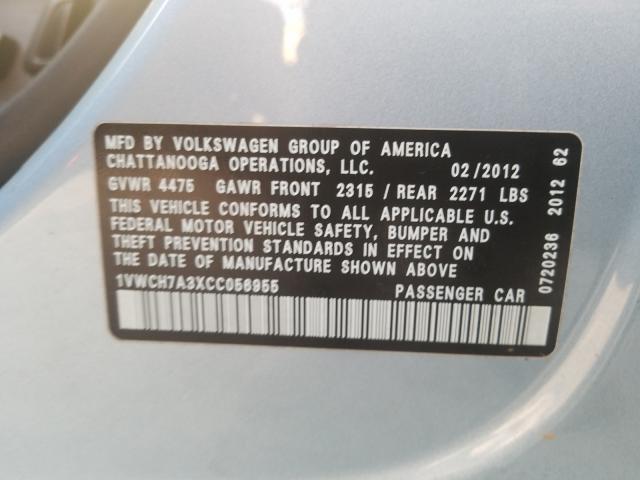 MFD BY VOLKSWAGEN GROUP OF AMERICA
CHATTANOOGA OPERATIONS, LLC. 02/2012
GVWR 4475 GAWR FRONT 2315 / REAR 2271 LBS
THIS VEHICLE CONFORMS TO ALL APPLICABLE U.S.
FEDERAL MOTOR VEHICLE SAFETY, BUMPER AND
THEFT PREVENTION STANDARDS IN EFFECT ON
THE DATE OF MANUFACTURE SHOWN ABOVE
1VWCH7A3XCC056955 PASSENGER CAR
0720236 2012 62